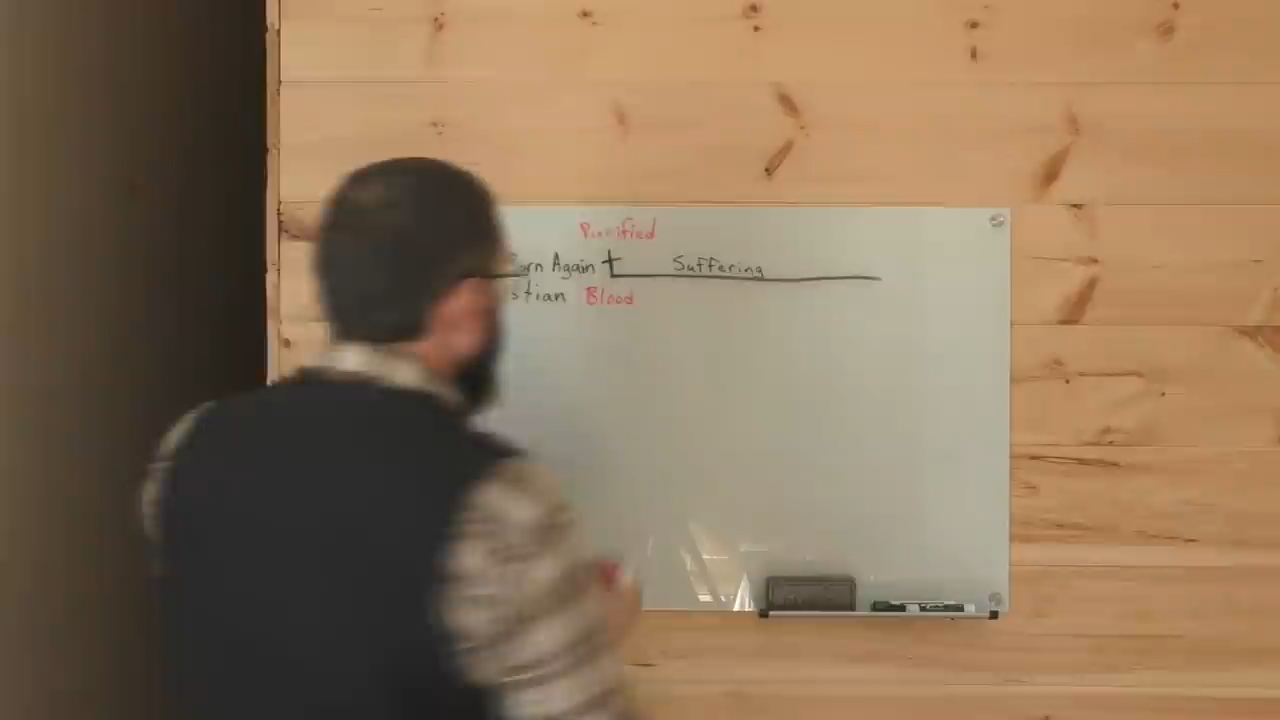 Purified
orn Again Suffering
stian Blood